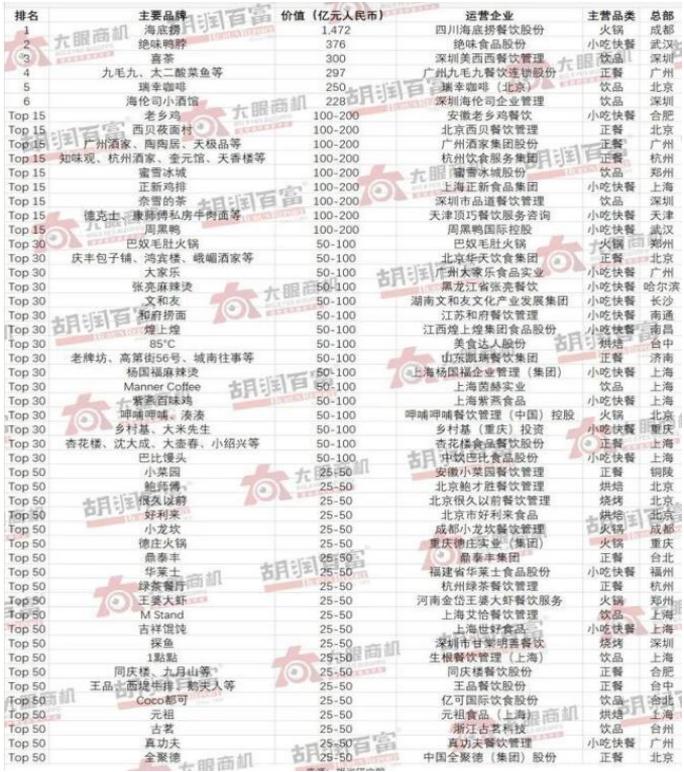 排名 主要品牌 价值（亿元人民币） 运营企业 主营品类 总部
1 海底捞 1,472 四川海底捞餐饮股份 火锅 成都
2 绝味鸭脖 376 绝味食品股份 小吃快餐 武汉
3 喜茶 300 深圳美西西餐饮管理 饮品 深圳
4 九毛九、太二酸菜鱼等 297 广州九毛九餐饮连锁股份 正餐 广州
5 瑞幸咖啡 250 瑞幸咖啡（北京） 饮品 北京
6 海伦司小酒馆 228 深圳海伦司企业管理 饮品 深圳
Top 15 老乡鸡 100-200 安徽老乡鸡餐饮 小吃快餐 合肥
Top 15 西贝莜面村 100-200 北京西贝餐饮管理 正餐 北京
Top 15 广州酒家、陶陶居、天极品等 100-200 广州酒家集团股份 正餐 广州
Top 15 知味观、杭州酒家、奎元馆、天香楼等 100-200 杭州饮食服务集团 正餐 杭州
Top 15 蜜雪冰城 100-200 蜜雪冰城股份 饮品 郑州
Top 15 正新鸡排 100-200 上海正新食品集团 小吃快餐 上海
Top 15 奈雪的茶 100-200 深圳市品道餐饮管理 饮品 深圳
Top 15 德克士、康师傅私房牛肉面等 100-200 天津顶巧餐饮服务咨询 小吃快餐 天津
Top 15 周黑鸭 100-200 周黑鸭国际控股 小吃快餐 武汉
Top 30 巴奴毛肚火锅 50-100 巴奴毛肚火锅 火锅 郑州
Top 30 庆丰包子铺、鸿宾楼、峨嵋酒家等 50-100 北京华天饮食集团 正餐 北京
Top 30 大家乐 50-100 广州大家乐食品实业 小吃快餐 广州
Top 30 张亮麻辣烫 50-100 黑龙江省张亮餐饮 小吃快餐 哈尔滨
Top 30 文和友 50-100 湖南文和友文化产业发展集团 小吃快餐 长沙
Top 30 和府捞面 50-100 江苏和府餐饮管理 小吃快餐 南通
Top 30 煌上煌 50-100 江西煌上煌集团食品股份 小吃快餐 南昌
Top 30 85°C 50-100 美食达人股份 烘焙 台中
Top 30 老牌坊、高第街56号、城南往事等 50-100 山东凯瑞餐饮集团 正餐 济南
Top 30 杨国福麻辣烫 50-100 上海杨国福企业管理（集团） 小吃快餐 上海
Top 30 Manner Coffee 50-100 上海茵赫实业 饮品 上海
Top 30 紫燕百味鸡 50-100 上海紫燕食品 小吃快餐 上海
Top 30 呷哺呷哺、湊湊 50-100 呷哺呷哺餐饮管理（中国）控股 火锅 北京
Top 30 乡村基、大米先生 50-100 乡村基（重庆）投资 小吃快餐 重庆
Top 30 杏花楼、沈大成、大壶春、小绍兴等 50-100 杏花楼食品餐饮股份 正餐 上海
Top 30 巴比馒头 50-100 中饮巴比食品股份 小吃快餐 上海
Top 50 小菜园 25-50 安徽小菜园餐饮管理 正餐 铜陵
Top 50 鲍师傅 25-50 北京鲍才胜餐饮管理 烘焙 北京
Top 50 很久以前 25-50 北京很久以前餐饮管理 烧烤 北京
Top 50 好利来 25-50 北京市好利来食品 烘焙 北京
Top 50 小龙坎 25-50 成都小龙坎餐饮管理 火锅 成都
Top 50 德庄火锅 25-50 重庆德庄实业（集团） 火锅 重庆
Top 50 鼎泰丰 25-50 鼎泰丰集团 正餐 台北
Top 50 华莱士 25-50 福建省华莱士食品股份 小吃快餐 福州
Top 50 绿茶餐厅 25-50 杭州绿茶餐饮管理 正餐 杭州
Top 50 王婆大虾 25-50 河南金岱王婆大虾餐饮服务 火锅 郑州
Top 50 M Stand 25-50 上海艾恰餐饮管理 饮品 上海
Top 50 吉祥馄饨 25-50 上海世好食品 小吃快餐 上海
Top 50 探鱼 25-50 深圳市甘棠明善餐饮 烧烤 深圳
Top 50 1點點 25-50 生根餐饮管理（上海） 饮品 上海
Top 50 同庆楼、九月山等 25-50 同庆楼餐饮股份 正餐 合肥
Top 50 王品、西堤牛排、鹅夫人等 25-50 王品餐饮股份 正餐 台中
Top 50 Coco都可 25-50 亿可国际饮食股份 饮品 台北
Top 50 元祖 25-50 元祖食品（上海） 烘焙 上海
Top 50 古茗 25-50 浙江古茗科技 饮品 台州
Top 50 真功夫 25-50 真功夫餐饮管理 小吃快餐 广州
Top 50 全聚德 25-50 中国全聚德（集团）股份 正餐 北京